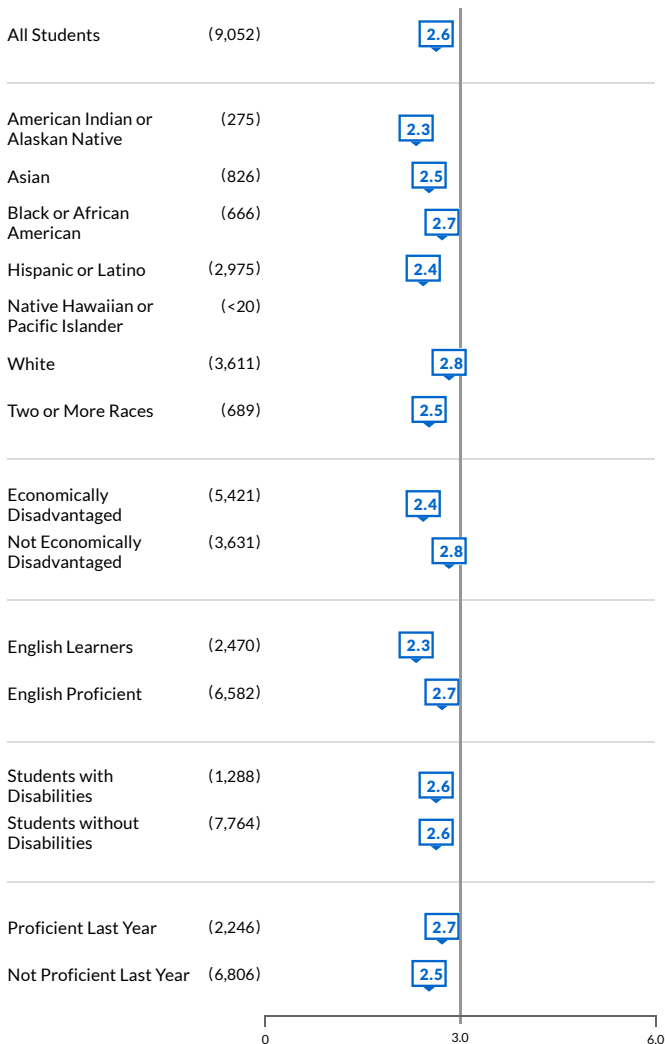 All Students (9,052) 2.6
American Indian or (275)
Alaskan Native 2.3
Asian (826) 2.5
Black or African (666)
American 2.7
Hispanic or Latino (2,975) 2.4
Native Hawaiian or (<20)
Pacific Islander
White (3,611) 2.8
Two or More Races (689) 2.5
Economically (5,421)
Disadvantaged 2.4
Not Economically (3,631)
Disadvantaged 2.8
English Learners (2,470) 2.3
English Proficient (6,582) 2.7
Students with (1,288)
Disabilities 2.6
Students without (7,764)
Disabilities 2.6
Proficient Last Year (2,246) 2.7
Not Proficient Last Year (6,806) 2.5
0 3.0 6.0